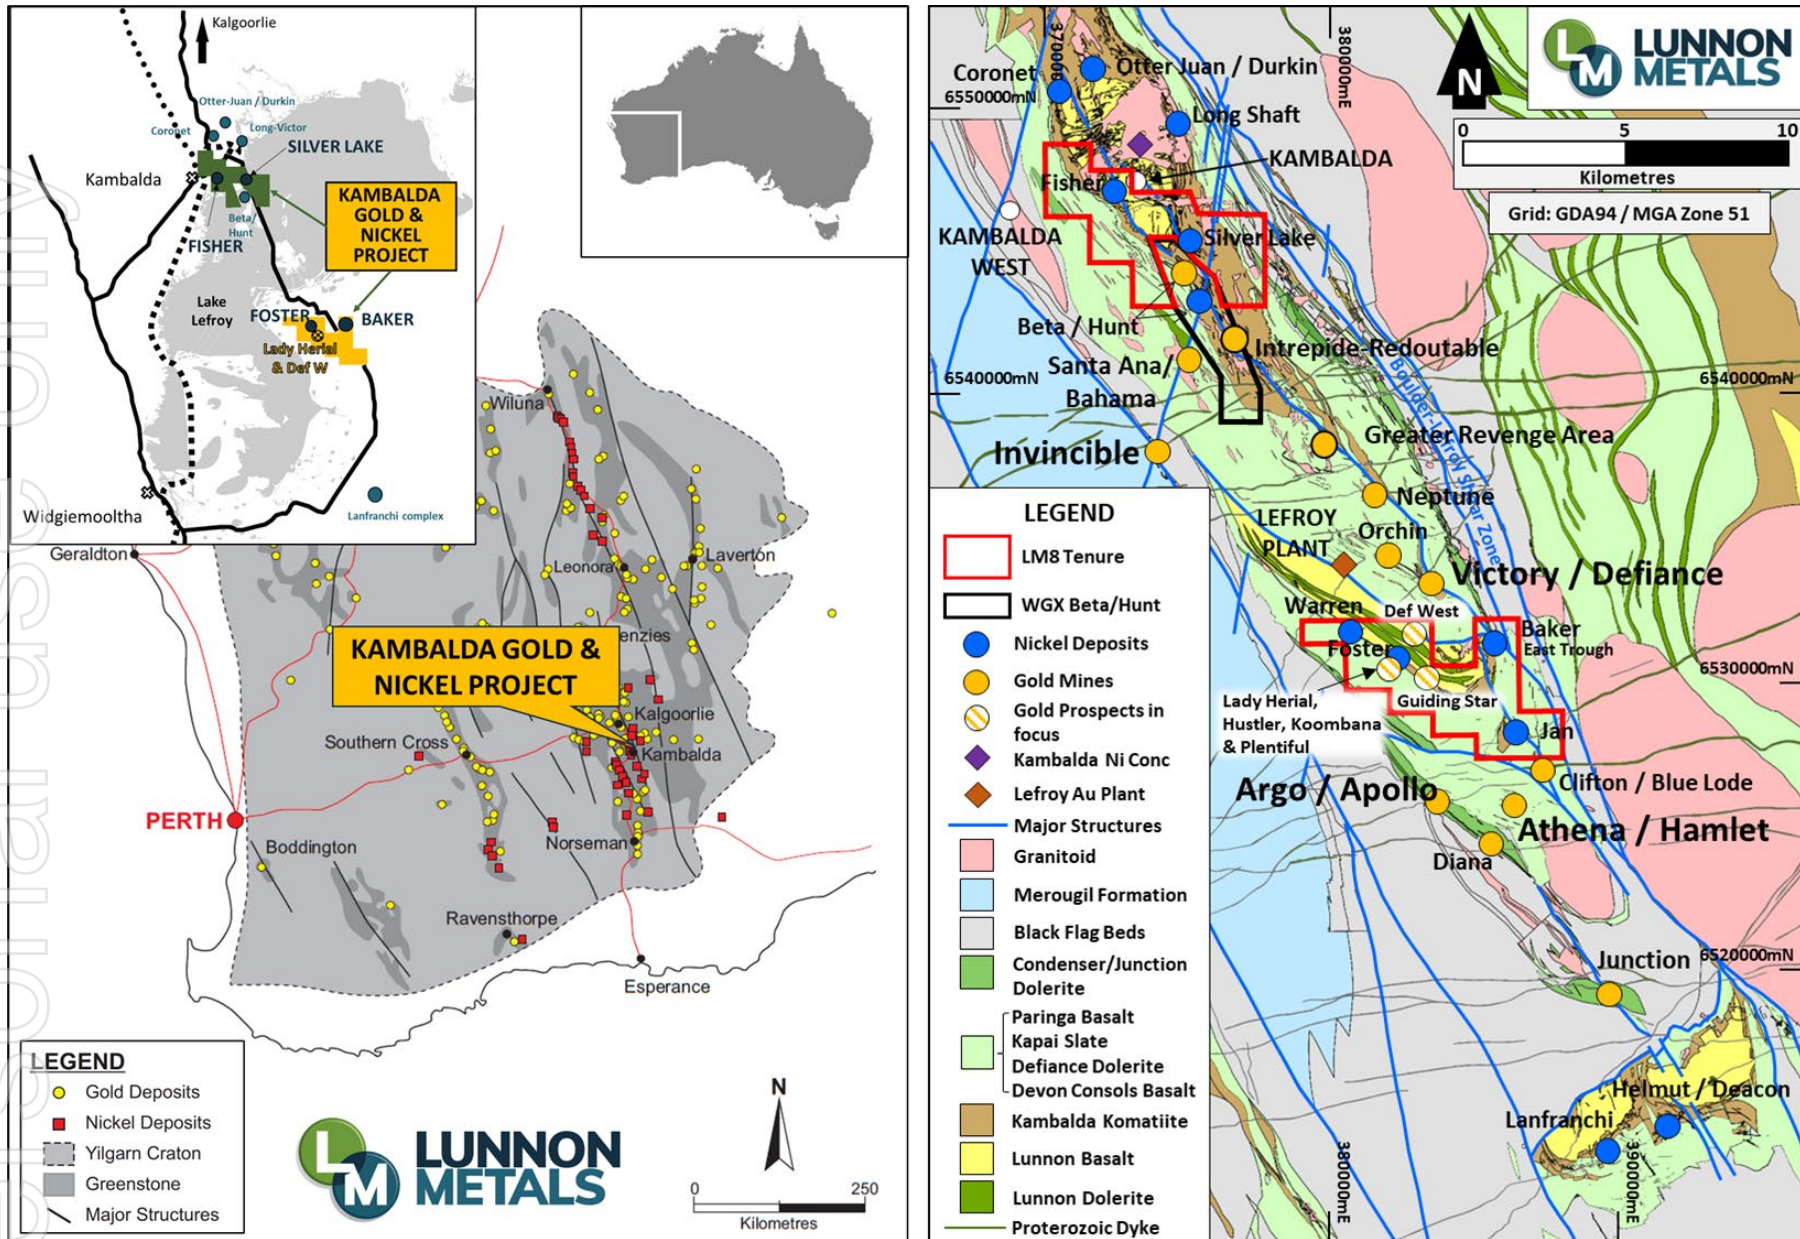 Kalgoorlie
Otter-Juan / Durkin
Coronet
Long-Victor
SILVER LAKE
Kambalda
KAMBALDA
GOLD &
NICKEL
PROJECT
Beta/
Hunt
FISHER
Lake
Lefroy
FOSTER
BAKER
Lady Herial
& Def W
Widgiemooltha
Lanfranchi complex
Geraldton
Wiluna
Leonora
Laverton
enzies
KAMBALDA GOLD &
NICKEL PROJECT
Kalgoorlie
Southern Cross
Kambalda
PERTH
Boddington
Norseman
Ravensthorpe
Esperance
LEGEND
Gold Deposits
Nickel Deposits
Yilgarn Craton
Greenstone
Major Structures
L
M
LUNNON
METALS
N
0
250
Kilometres
370000
380000mE
L
M
LUNNON
METALS
N
Coronet
Otter Juan / Durkin
6550000mN
Long Shaft
0
5
10
Kilometres
KAMBALDA
Fisher
Grid: GDA94 / MGA Zone 51
KAMBALDA
WEST
Silver Lake
Beta / Hunt
Intrepide-Redoutable
Santa Ana/
Bahama
6540000mN
6540000mN
Boulder-Lefroy Shear Zone
Greater Revenge Area
Invincible
Neptune
LEFROY
PLANT
Orchin
Victory / Defiance
Warren
Def West
Baker
East Trough
Foster
6530000mN
Lady Herial,
Hustler, Koombana
& Plentiful
Guiding Star
Jan
Clifton / Blue Lode
Argo / Apollo
Athena / Hamlet
Diana
Junction
6520000mN
Helmut / Deacon
Lanfranchi
380000mE
390000mE
LEGEND
LM8 Tenure
WGX Beta/Hunt
Nickel Deposits
Gold Mines
Gold Prospects in
focus
Kambalda Ni Conc
Lefroy Au Plant
Major Structures
Granitoid
Merougil Formation
Black Flag Beds
Condenser/Junction
Dolerite
Paringa Basalt
Kapai Slate
Defiance Dolerite
Devon Consols Basalt
Kambalda Komatiite
Lunnon Basalt
Lunnon Dolerite
Proterozoic Dyke